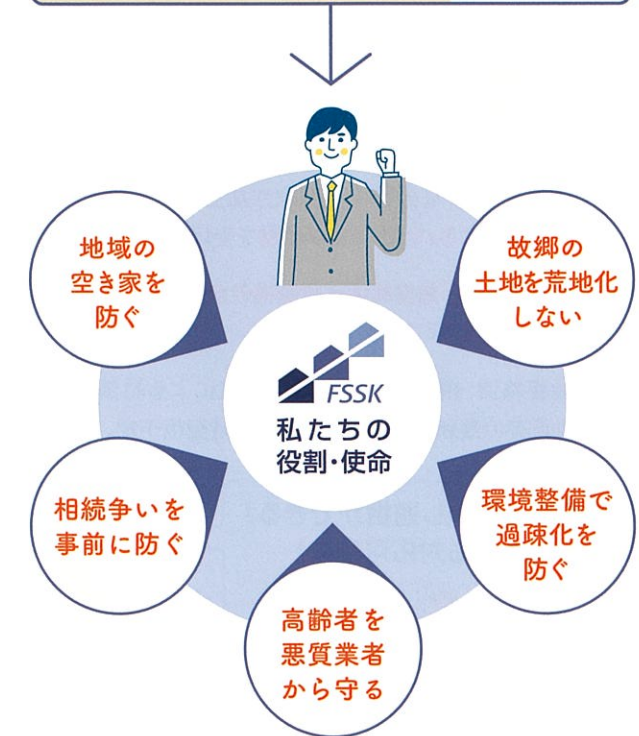 地域の
空き家を
防ぐ
故郷の
土地を荒地化
しない
FSSK
私たちの
役割・使命
相続争いを
事前に防ぐ
環境整備で
過疎化を
防ぐ
高齢者を
悪質業者
から守る